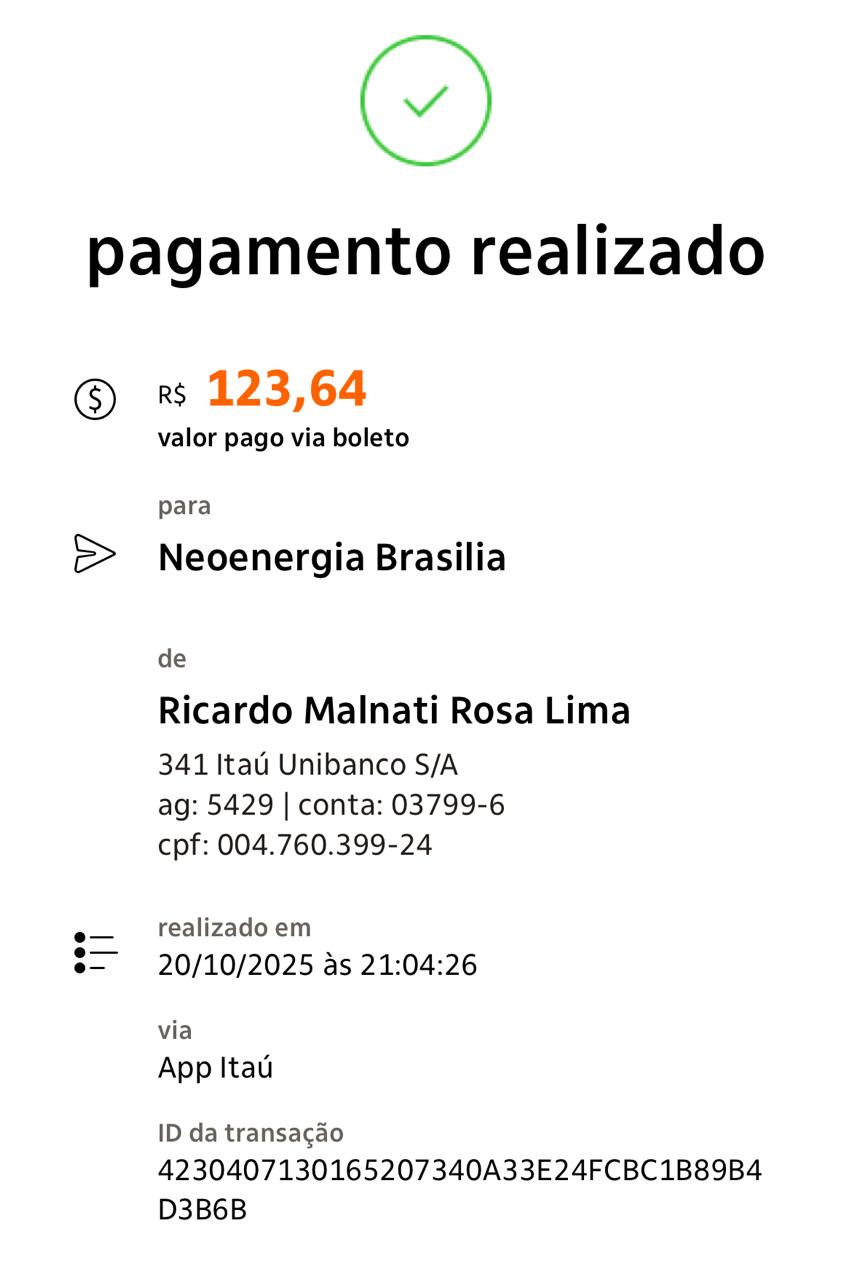 pagamento realizado
R$ 123,64
valor pago via boleto
para
Neoenergia Brasilia
de
Ricardo Malnati Rosa Lima
341 Itaú Unibanco S/A
ag: 5429 | conta: 03799-6
cpf: 004.760.399-24
realizado em
20/10/2025 às 21:04:26
via
App Itaú
ID da transação
4230407130165207340A33E24FCBC1B89B4
D3B6B